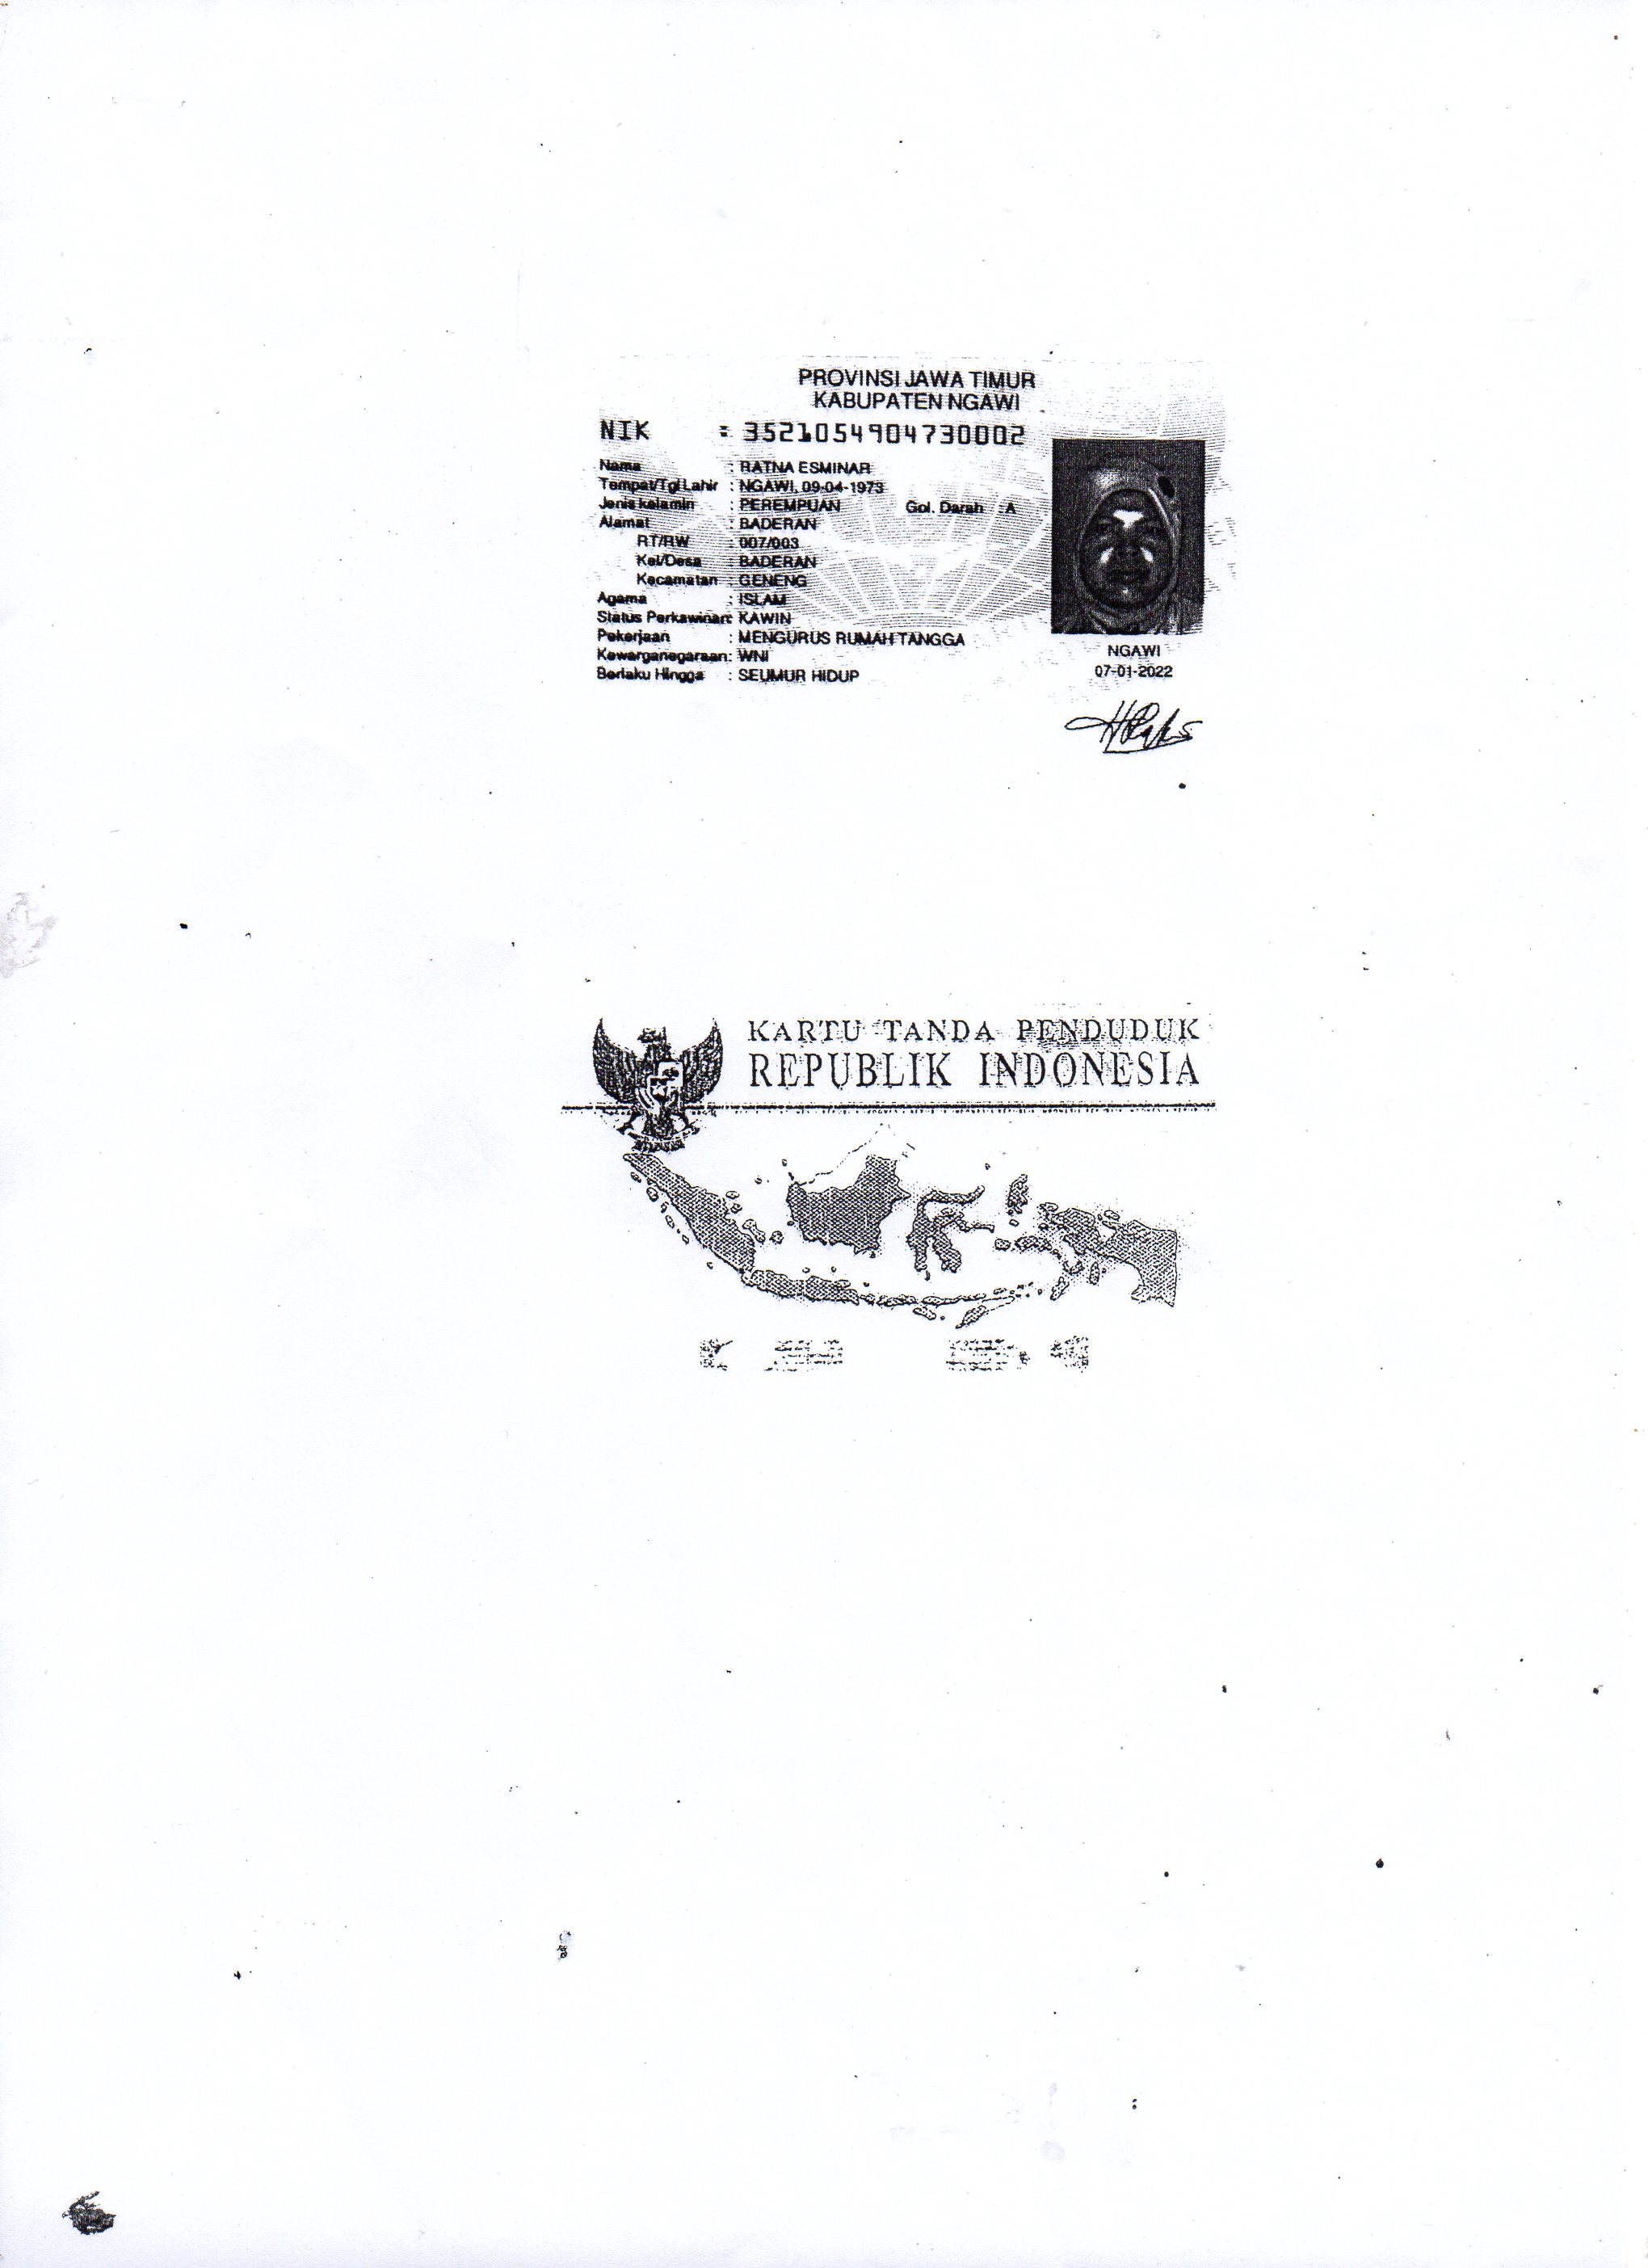 PROVINSI JAWA TIMUR
KABUPATEN NGAWI
NIK : 3521054904730002
Nama : RATNA ESMINAR
Tempat/Tgl Lahir : NGAWI, 09-04-1973
Jenis kelamin : PEREMPUAN Gol. Darah : A
Alamat : BADERAN
RT/RW : 007/003
Kel/Desa : BADERAN
Kecamatan : GENENG
Agama : ISLAM
Status Perkawinan: KAWIN
Pekerjaan : MENGURUS RUMAH TANGGA
Kewarganegaraan: WNI
Berlaku Hingga : SEUMUR HIDUP
NGAWI
07-01-2022
KARTU TANDA PENDUDUK
REPUBLIK INDONESIA